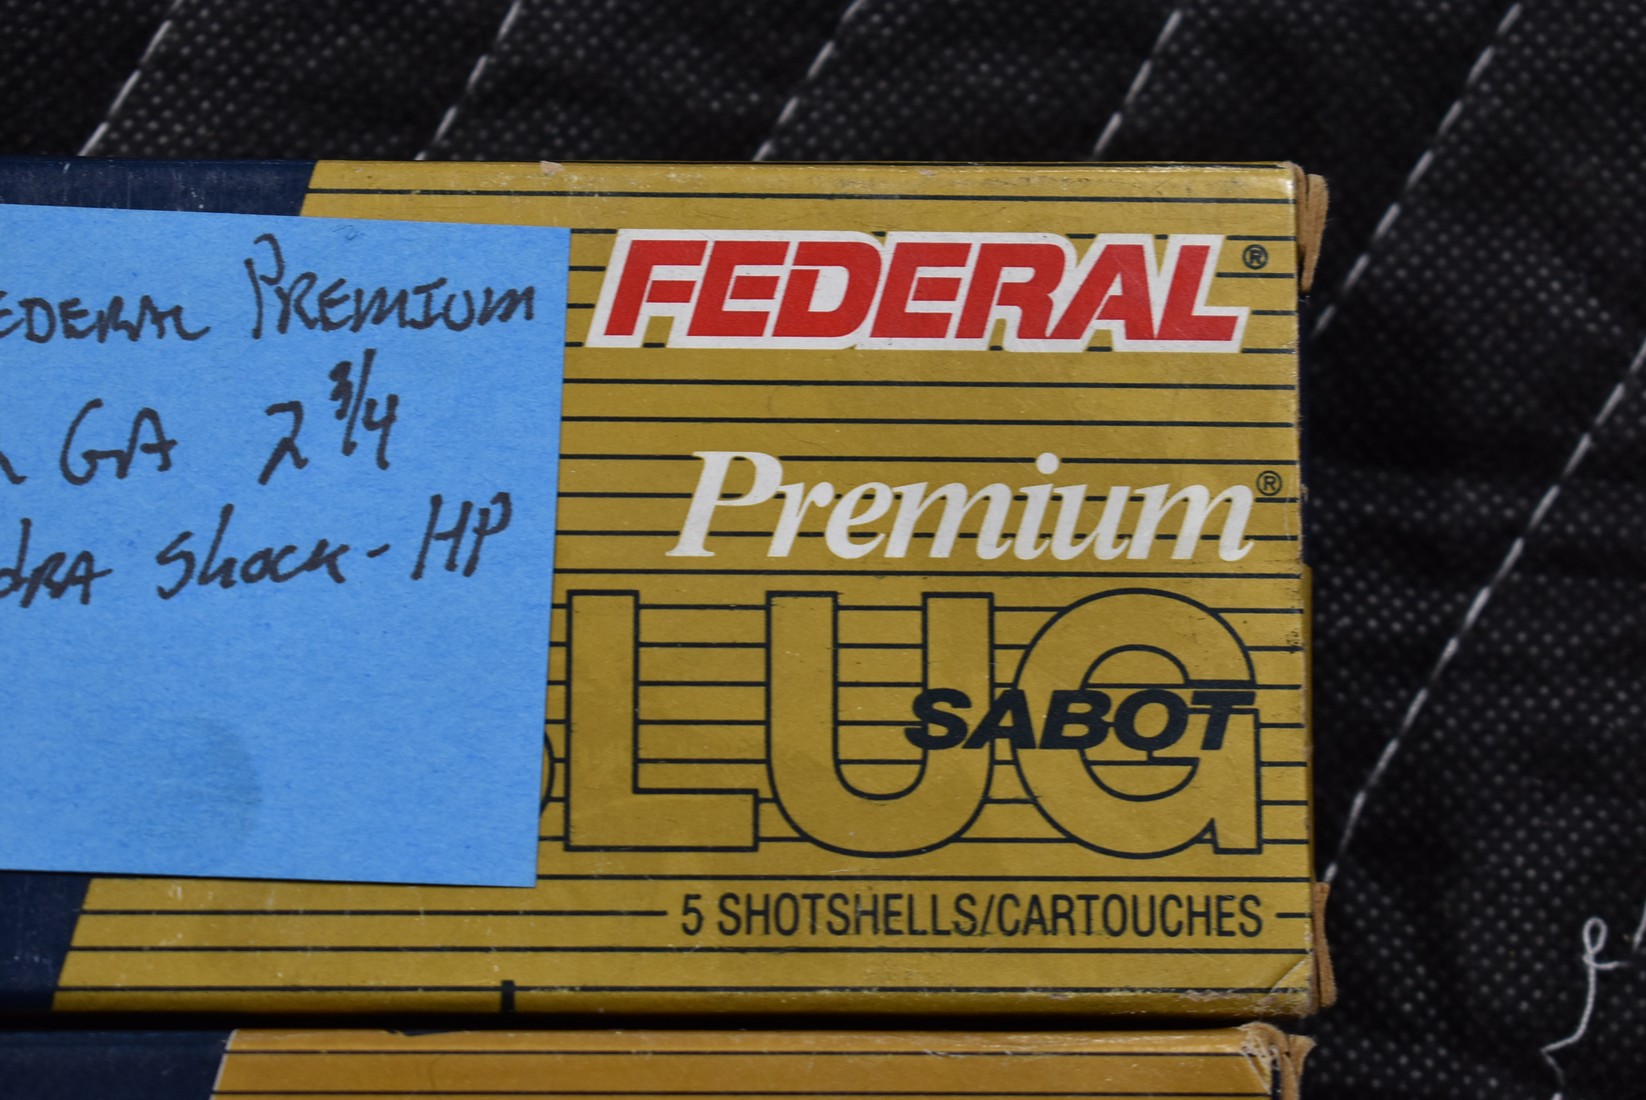 EDERAL PREMIUM
GA 2 3/4
DRA Shock-HP
FEDERAL®
Premium®
LUG
SABOT
5 SHOTSHELLS/CARTOUCHES